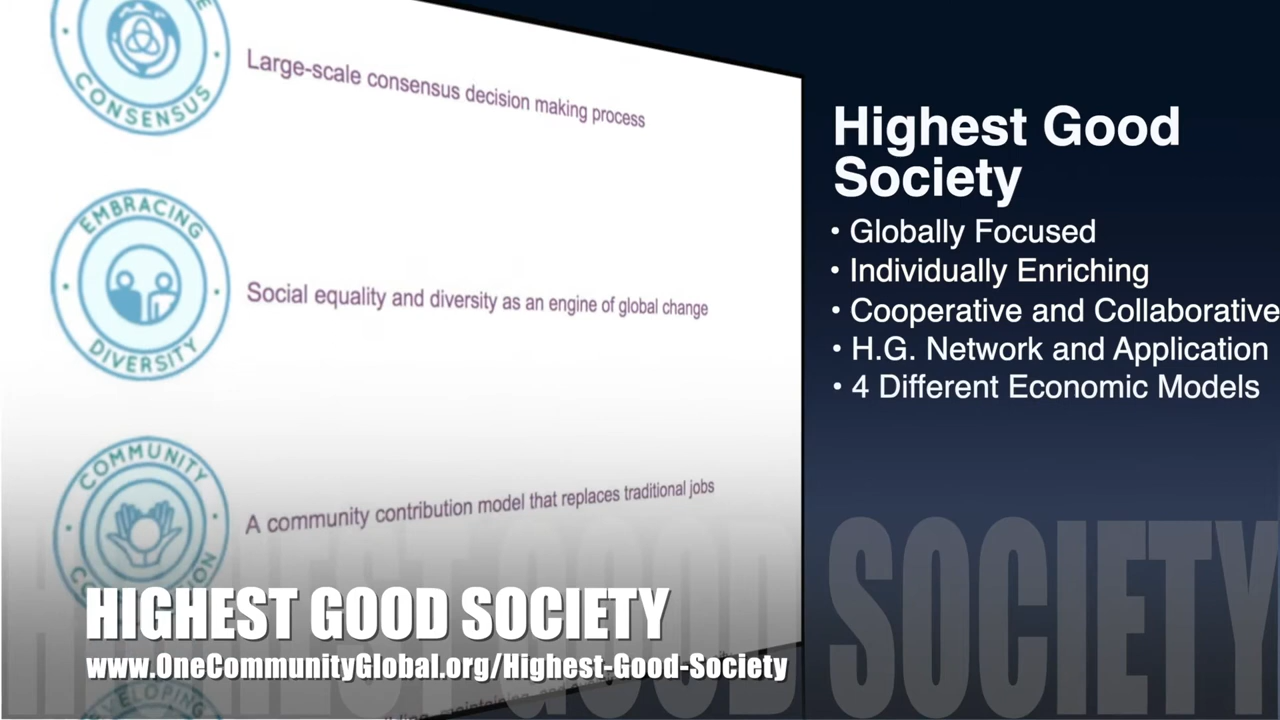 CONSENSUS
Large-scale consensus decision making process
EMBRACING
DIVERSITY
Social equality and diversity as an engine of global change
COMMUNITY
A community contribution model that replaces traditional jobs
Highest Good
Society
• Globally Focused
• Individually Enriching
• Cooperative and Collaborative
• H.G. Network and Application
• 4 Different Economic Models
HIGHEST GOOD SOCIETY
HIGHEST GOOD SOCIETY
www.OneCommunityGlobal.org/Highest-Good-Society